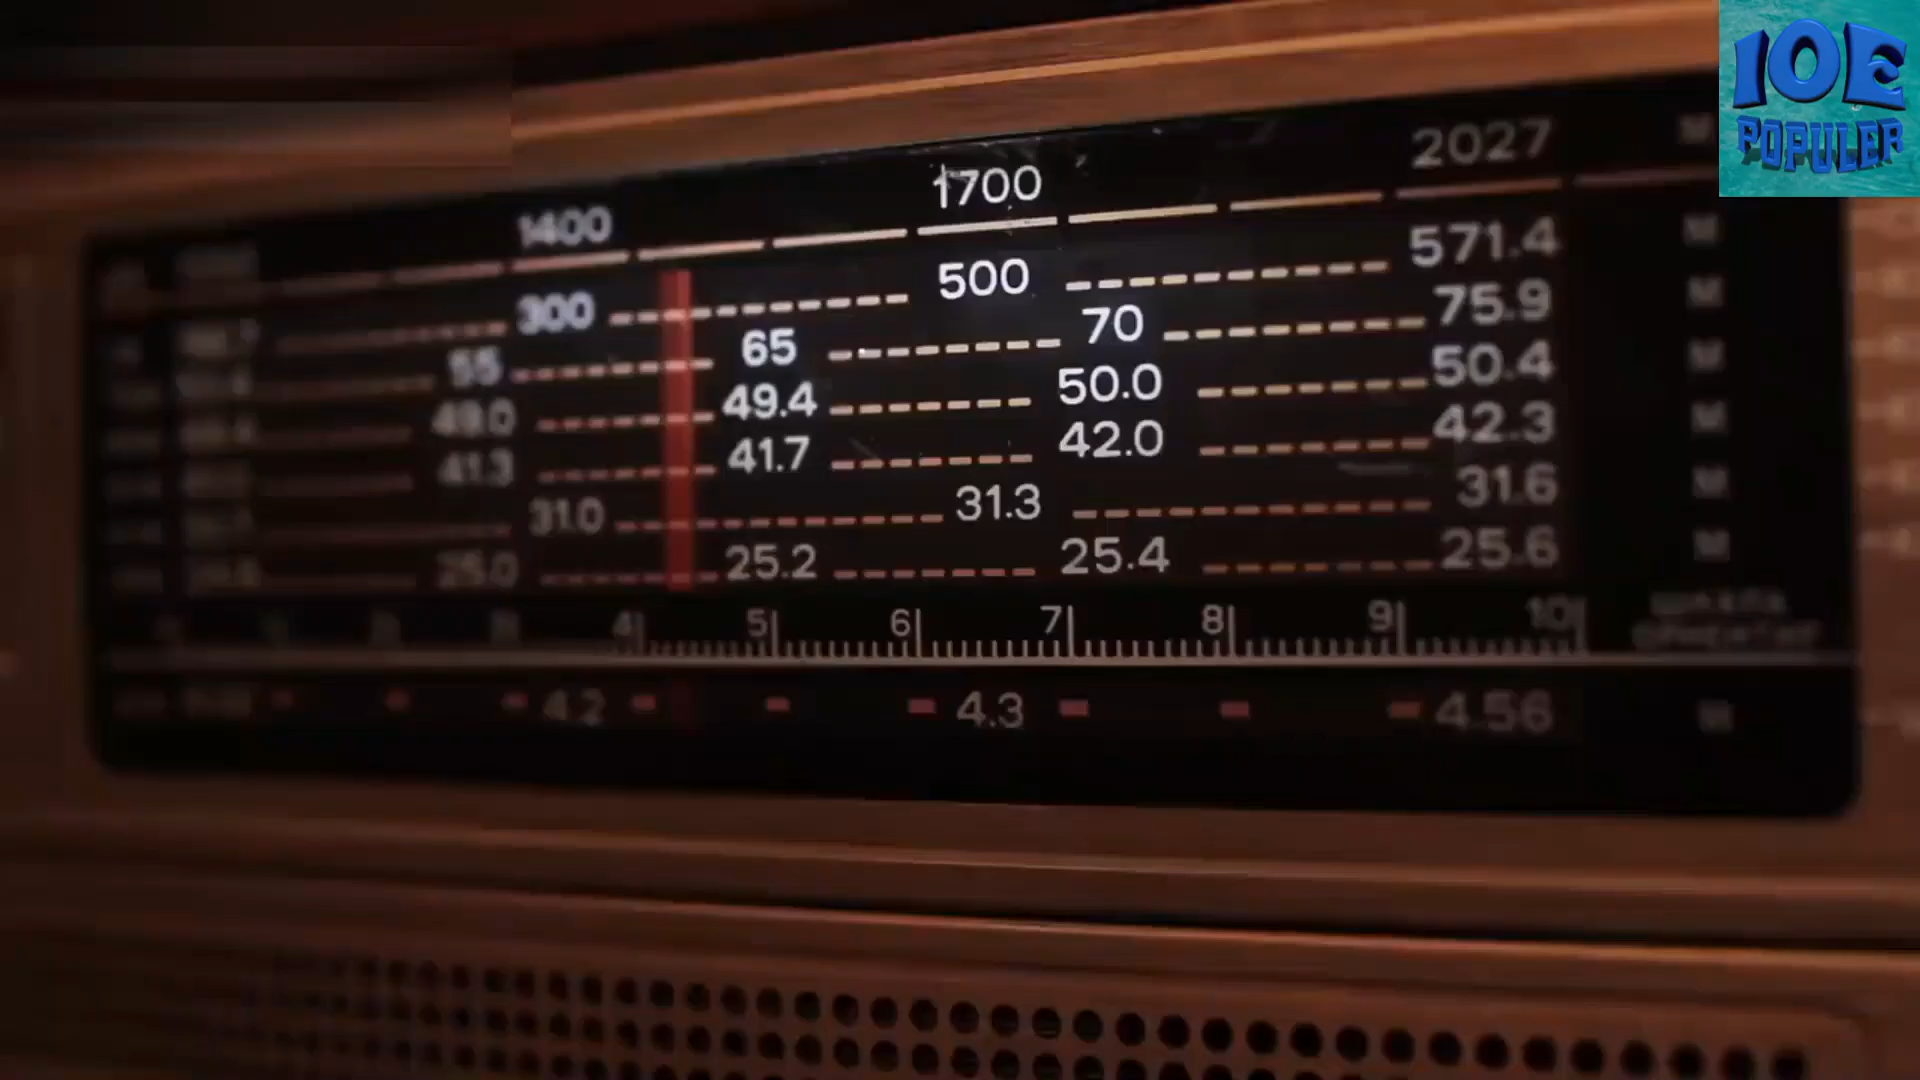 IOE
POPULER
1400 1700 2027 M
300 500 571.4 M
55 65 70 75.9 M
49.0 49.4 50.0 50.4 M
41.3 41.7 42.0 42.3 M
31.0 31.3 31.6 M
25.0 25.2 25.4 25.6 M
4 5 6 7 8 9 10
4.2 4.3 4.56 M